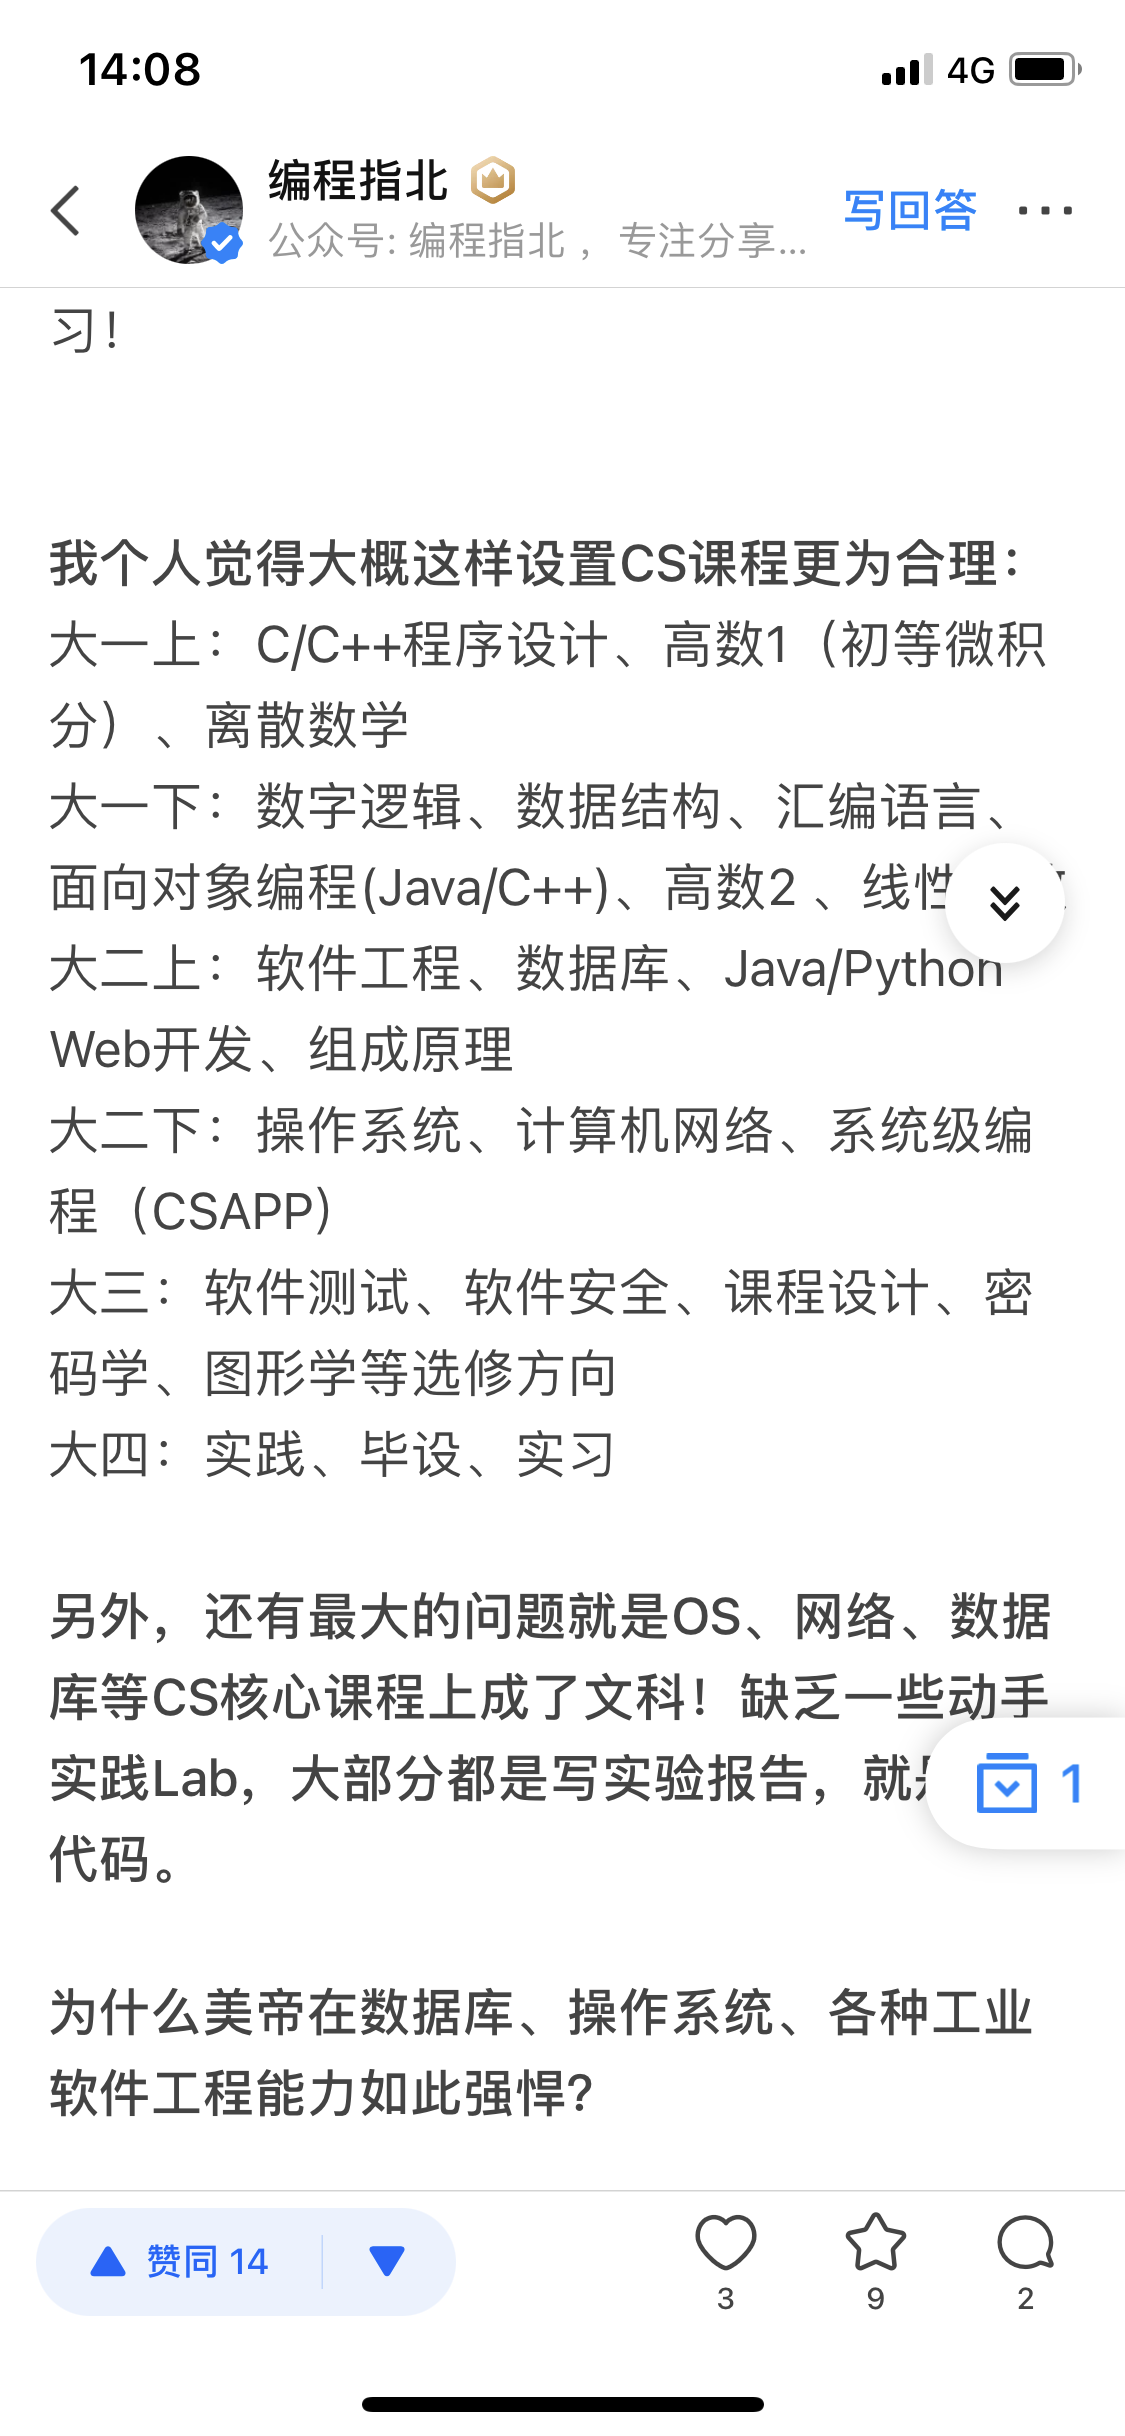 14:08
4G
编程指北
公众号: 编程指北 ，专注分享...
写回答
习！
我个人觉得大概这样设置CS课程更为合理：
大一上：C/C++程序设计、高数1（初等微积
分）、离散数学
大一下：数字逻辑、数据结构、汇编语言、
面向对象编程(Java/C++)、高数2 、线性
大二上：软件工程、数据库、Java/Python
Web开发、组成原理
大二下：操作系统、计算机网络、系统级编
程（CSAPP）
大三：软件测试、软件安全、课程设计、密
码学、图形学等选修方向
大四：实践、毕设、实习
另外，还有最大的问题就是OS、网络、数据
库等CS核心课程上成了文科！缺乏一些动手
实践Lab，大部分都是写实验报告，就
代码。
1
为什么美帝在数据库、操作系统、各种工业
软件工程能力如此强悍？
赞同 14
3
9
2